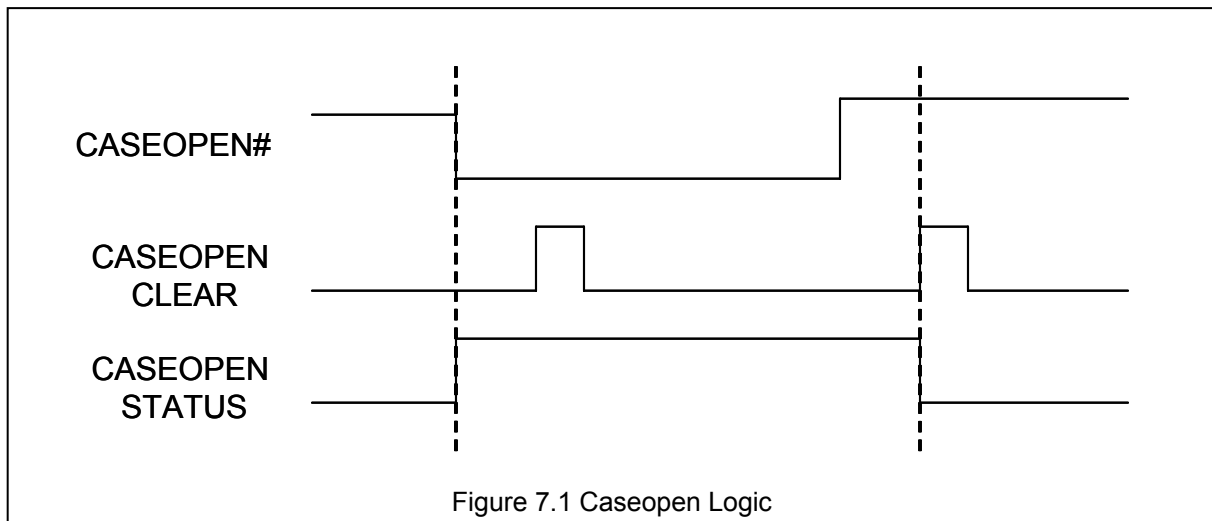 CASEOPEN#
CASEOPEN
CLEAR
CASEOPEN
STATUS
Figure 7.1 Caseopen Logic